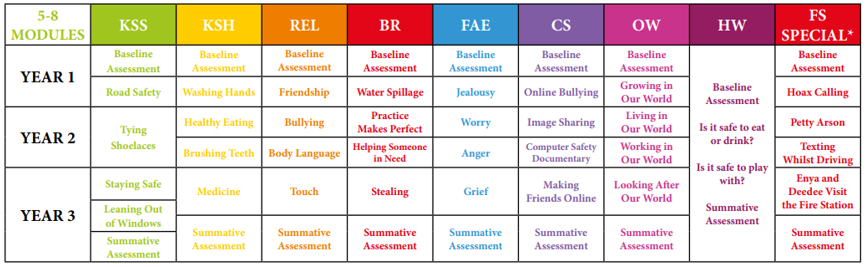 5-8
MODULES
KSS
KSH
REL
BR
FAE
CS
OW
HW
FS
SPECIAL*
YEAR 1
Baseline
Assessment
Baseline
Assessment
Baseline
Assessment
Baseline
Assessment
Baseline
Assessment
Baseline
Assessment
Baseline
Assessment
Baseline
Assessment
Is it safe to eat
or drink?
Is it safe to play
with?
Summative
Assessment
Baseline
Assessment
Road Safety
Washing Hands
Friendship
Water Spillage
Jealousy
Online Bullying
Growing in
Our World
Hoax Calling
YEAR 2
Tying
Shoelaces
Healthy Eating
Bullying
Practice
Makes Perfect
Worry
Image Sharing
Living in
Our World
Petty Arson
Brushing Teeth
Body Language
Helping Someone
in Need
Anger
Computer Safety
Documentary
Working in
Our World
Texting
Whilst Driving
YEAR 3
Staying Safe
Medicine
Touch
Stealing
Grief
Making
Friends Online
Looking After
Our World
Enya and
Deedee Visit
the Fire Station
Leaning Out
of Windows
Summative
Assessment
Summative
Assessment
Summative
Assessment
Summative
Assessment
Summative
Assessment
Summative
Assessment
Summative
Assessment
Summative
Assessment